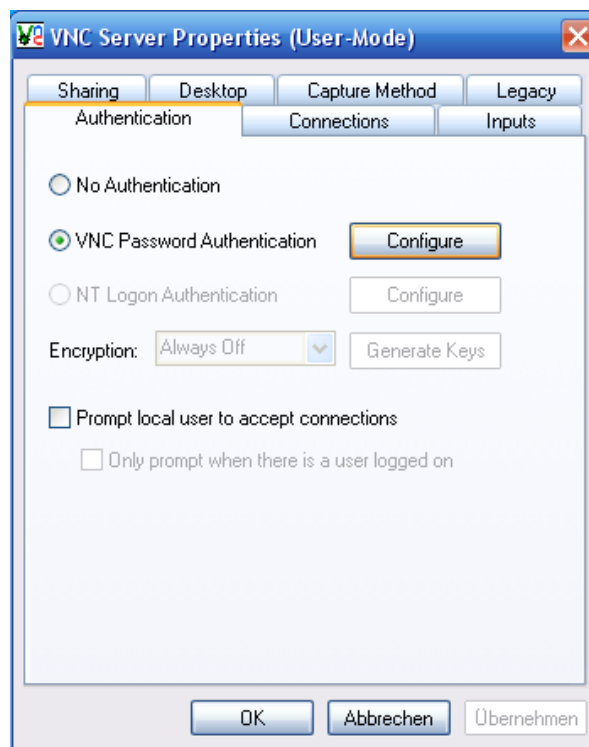 VNC Server Properties (User-Mode)
Sharing Desktop Capture Method Legacy
Authentication Connections Inputs
No Authentication
VNC Password Authentication Configure
NT Logon Authentication Configure
Encryption: Always Off Generate Keys
Prompt local user to accept connections
Only prompt when there is a user logged on
OK Abbrechen Übernehmen